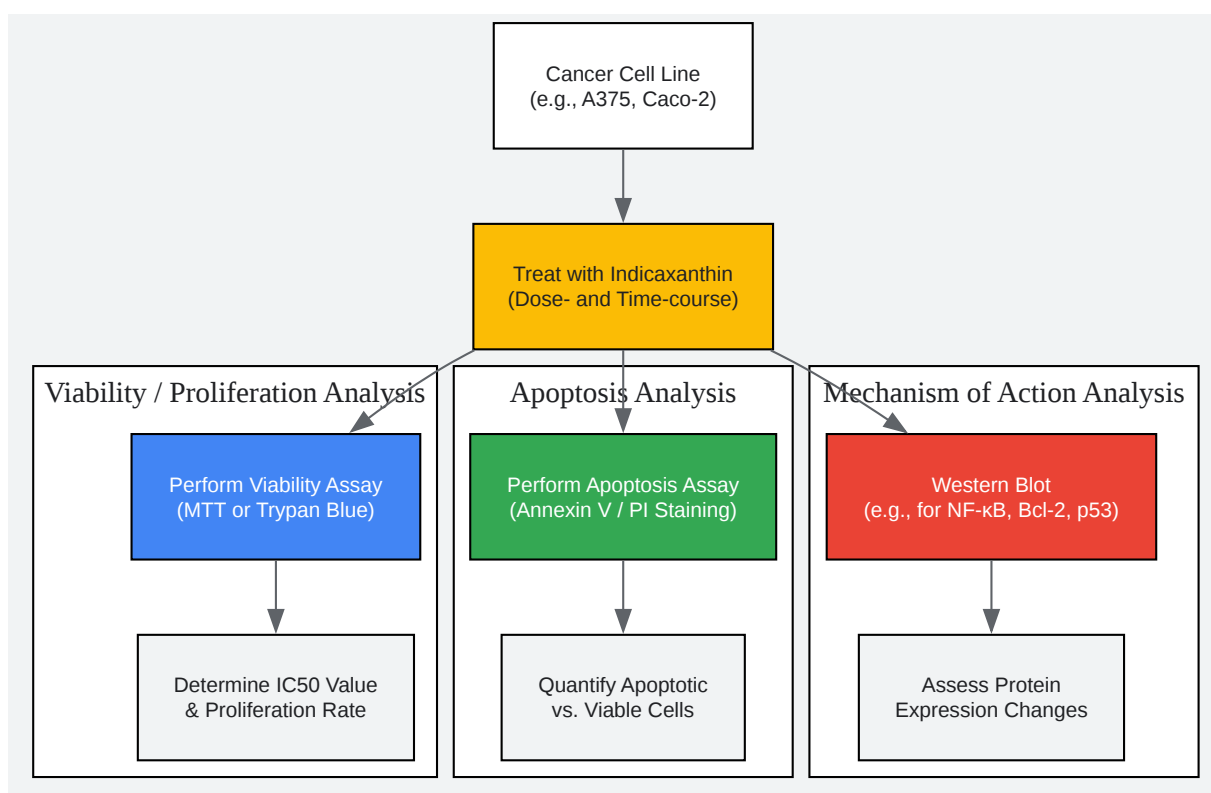 Cancer Cell Line
(e.g., A375, Caco-2)
Treat with Indicaxanthin
(Dose- and Time-course)
Viability / Proliferation Analysis
Perform Viability Assay
(MTT or Trypan Blue)
Determine IC50 Value
& Proliferation Rate
Apoptosis Analysis
Perform Apoptosis Assay
(Annexin V / PI Staining)
Quantify Apoptotic
vs. Viable Cells
Mechanism of Action Analysis
Western Blot
(e.g., for NF-κB, Bcl-2, p53)
Assess Protein
Expression Changes